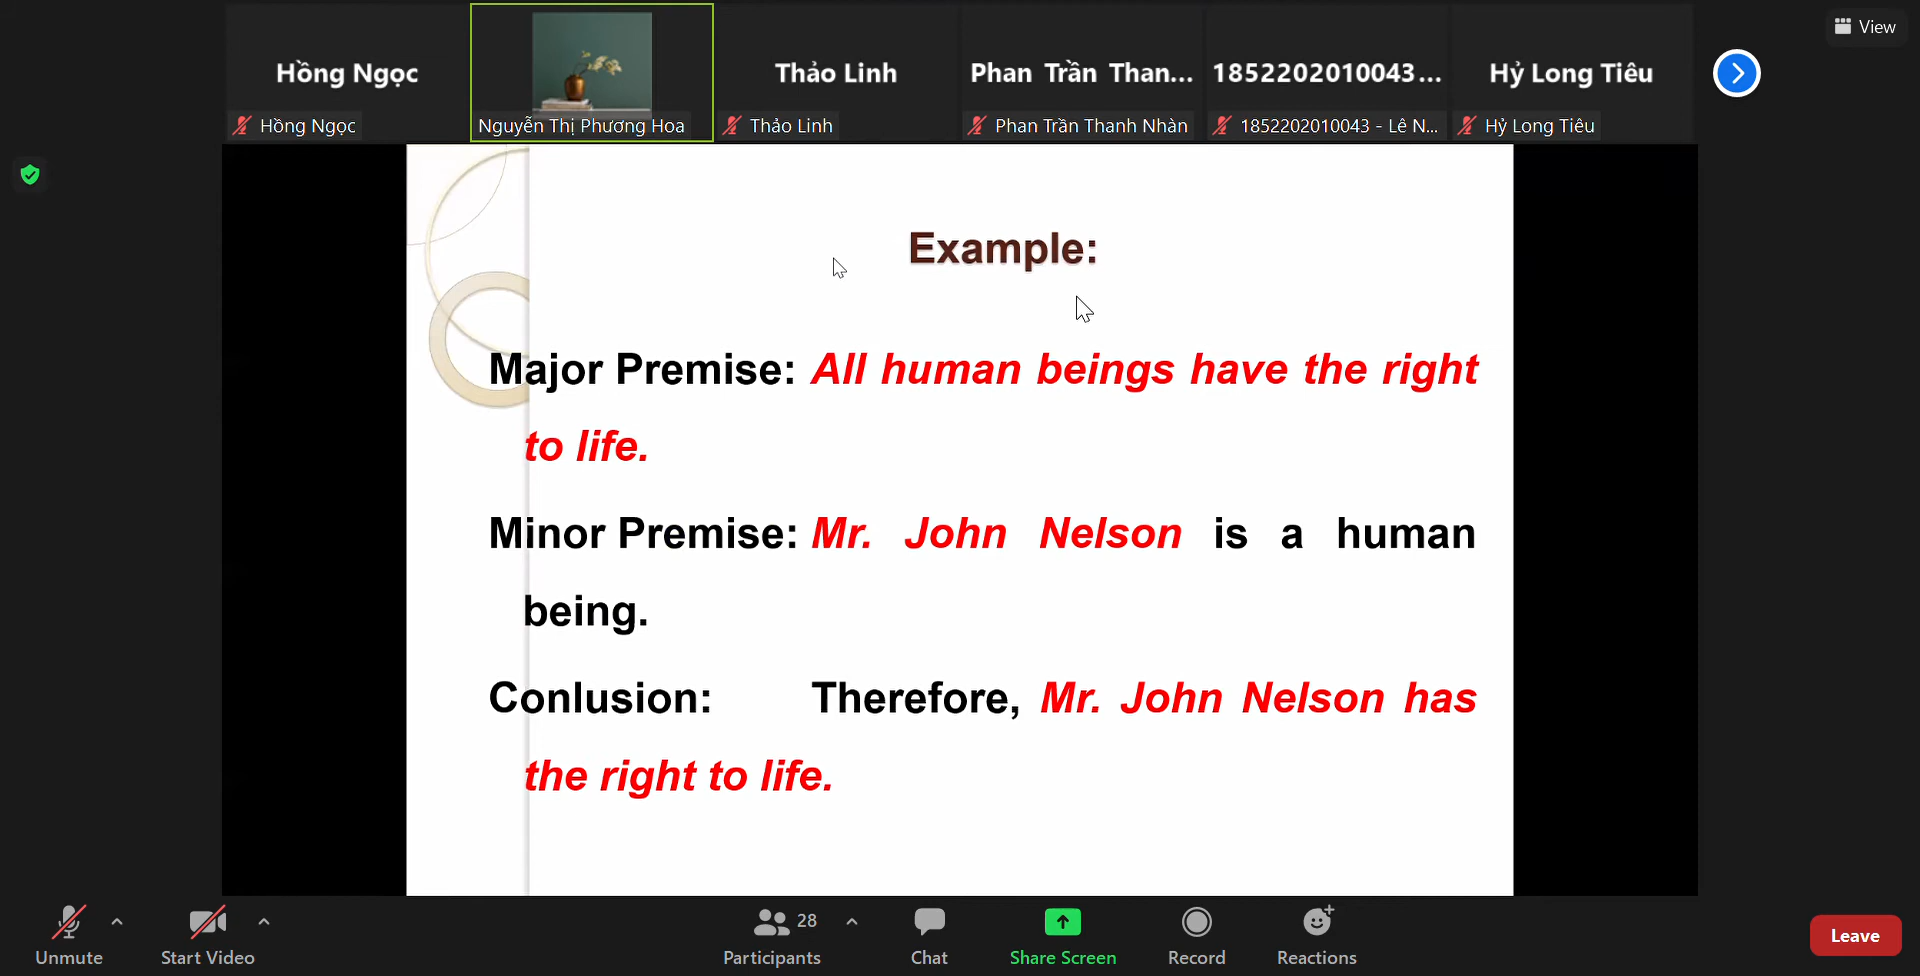 View
Hồng Ngọc
Thảo Linh
Phan Trần Than...
1852202010043...
Hỷ Long Tiêu
Hồng Ngọc
Nguyễn Thị Phương Hoa
Thảo Linh
Phan Trần Thanh Nhàn
1852202010043 - Lê N...
Hỷ Long Tiêu
Example:
Major Premise: All human beings have the right
to life.
Minor Premise: Mr. John Nelson is a human
being.
Conlusion: Therefore, Mr. John Nelson has
the right to life.
Unmute
Start Video
28
Participants
Chat
Share Screen
Record
Reactions
Leave